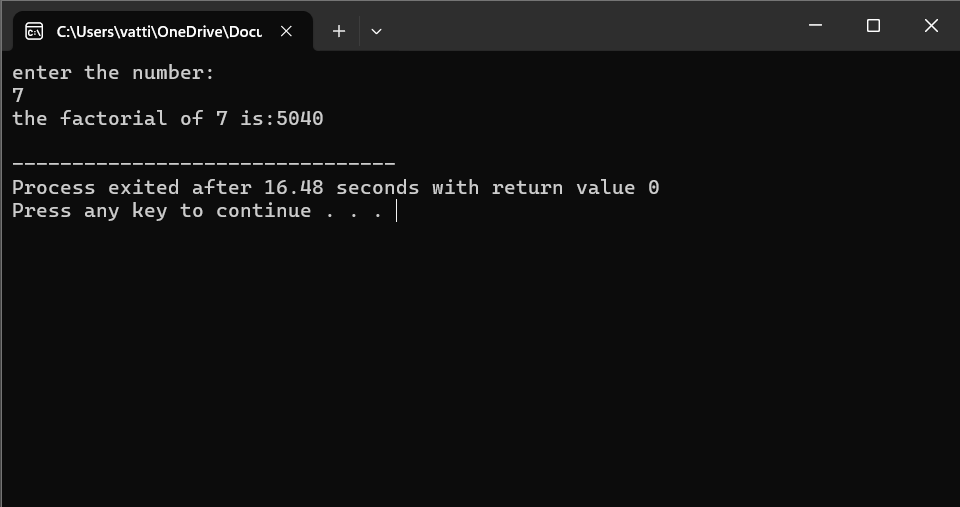 C:\Users\vatti\OneDrive\Docu
enter the number:
7
the factorial of 7 is:5040
--------------------------------
Process exited after 16.48 seconds with return value 0
Press any key to continue . . .